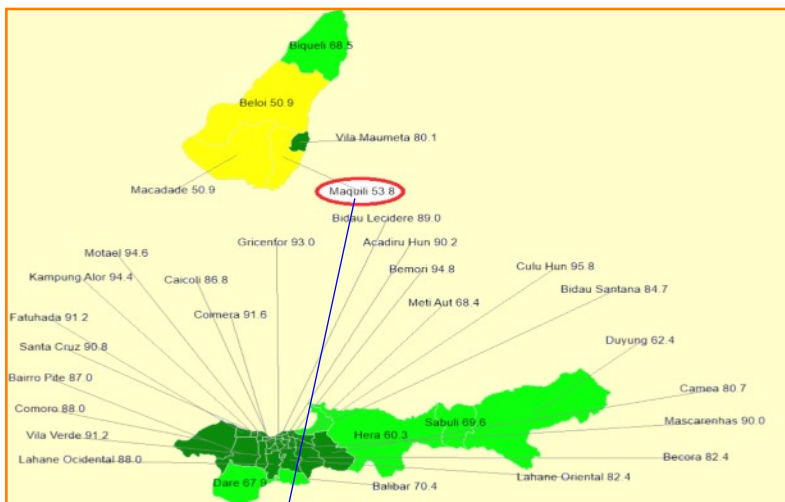 Biqueli 68.5
Beloi 50.9
Vila Maumeta 80.1
Macadade 50.9
Maquili 53.8
Bidau Lecidere 89.0
Gricenfor 93.0
Acadiru Hun 90.2
Motael 94.6
Bemori 94.8
Culu Hun 95.8
Kampung Alor 94.4
Caicoli 86.8
Bidau Santana 84.7
Meti Aut 68.4
Fatuhada 91.2
Coimera 91.6
Duyung 62.4
Santa Cruz 90.8
Bairro Pite 87.0
Camea 80.7
Comoro 88.0
Mascarenhas 90.0
Sabuli 69.6
Vila Verde 91.2
Hera 60.3
Lahane Ocidental 88.0
Becora 82.4
Lahane Oriental 82.4
Dare 67.9
Balibar 70.4